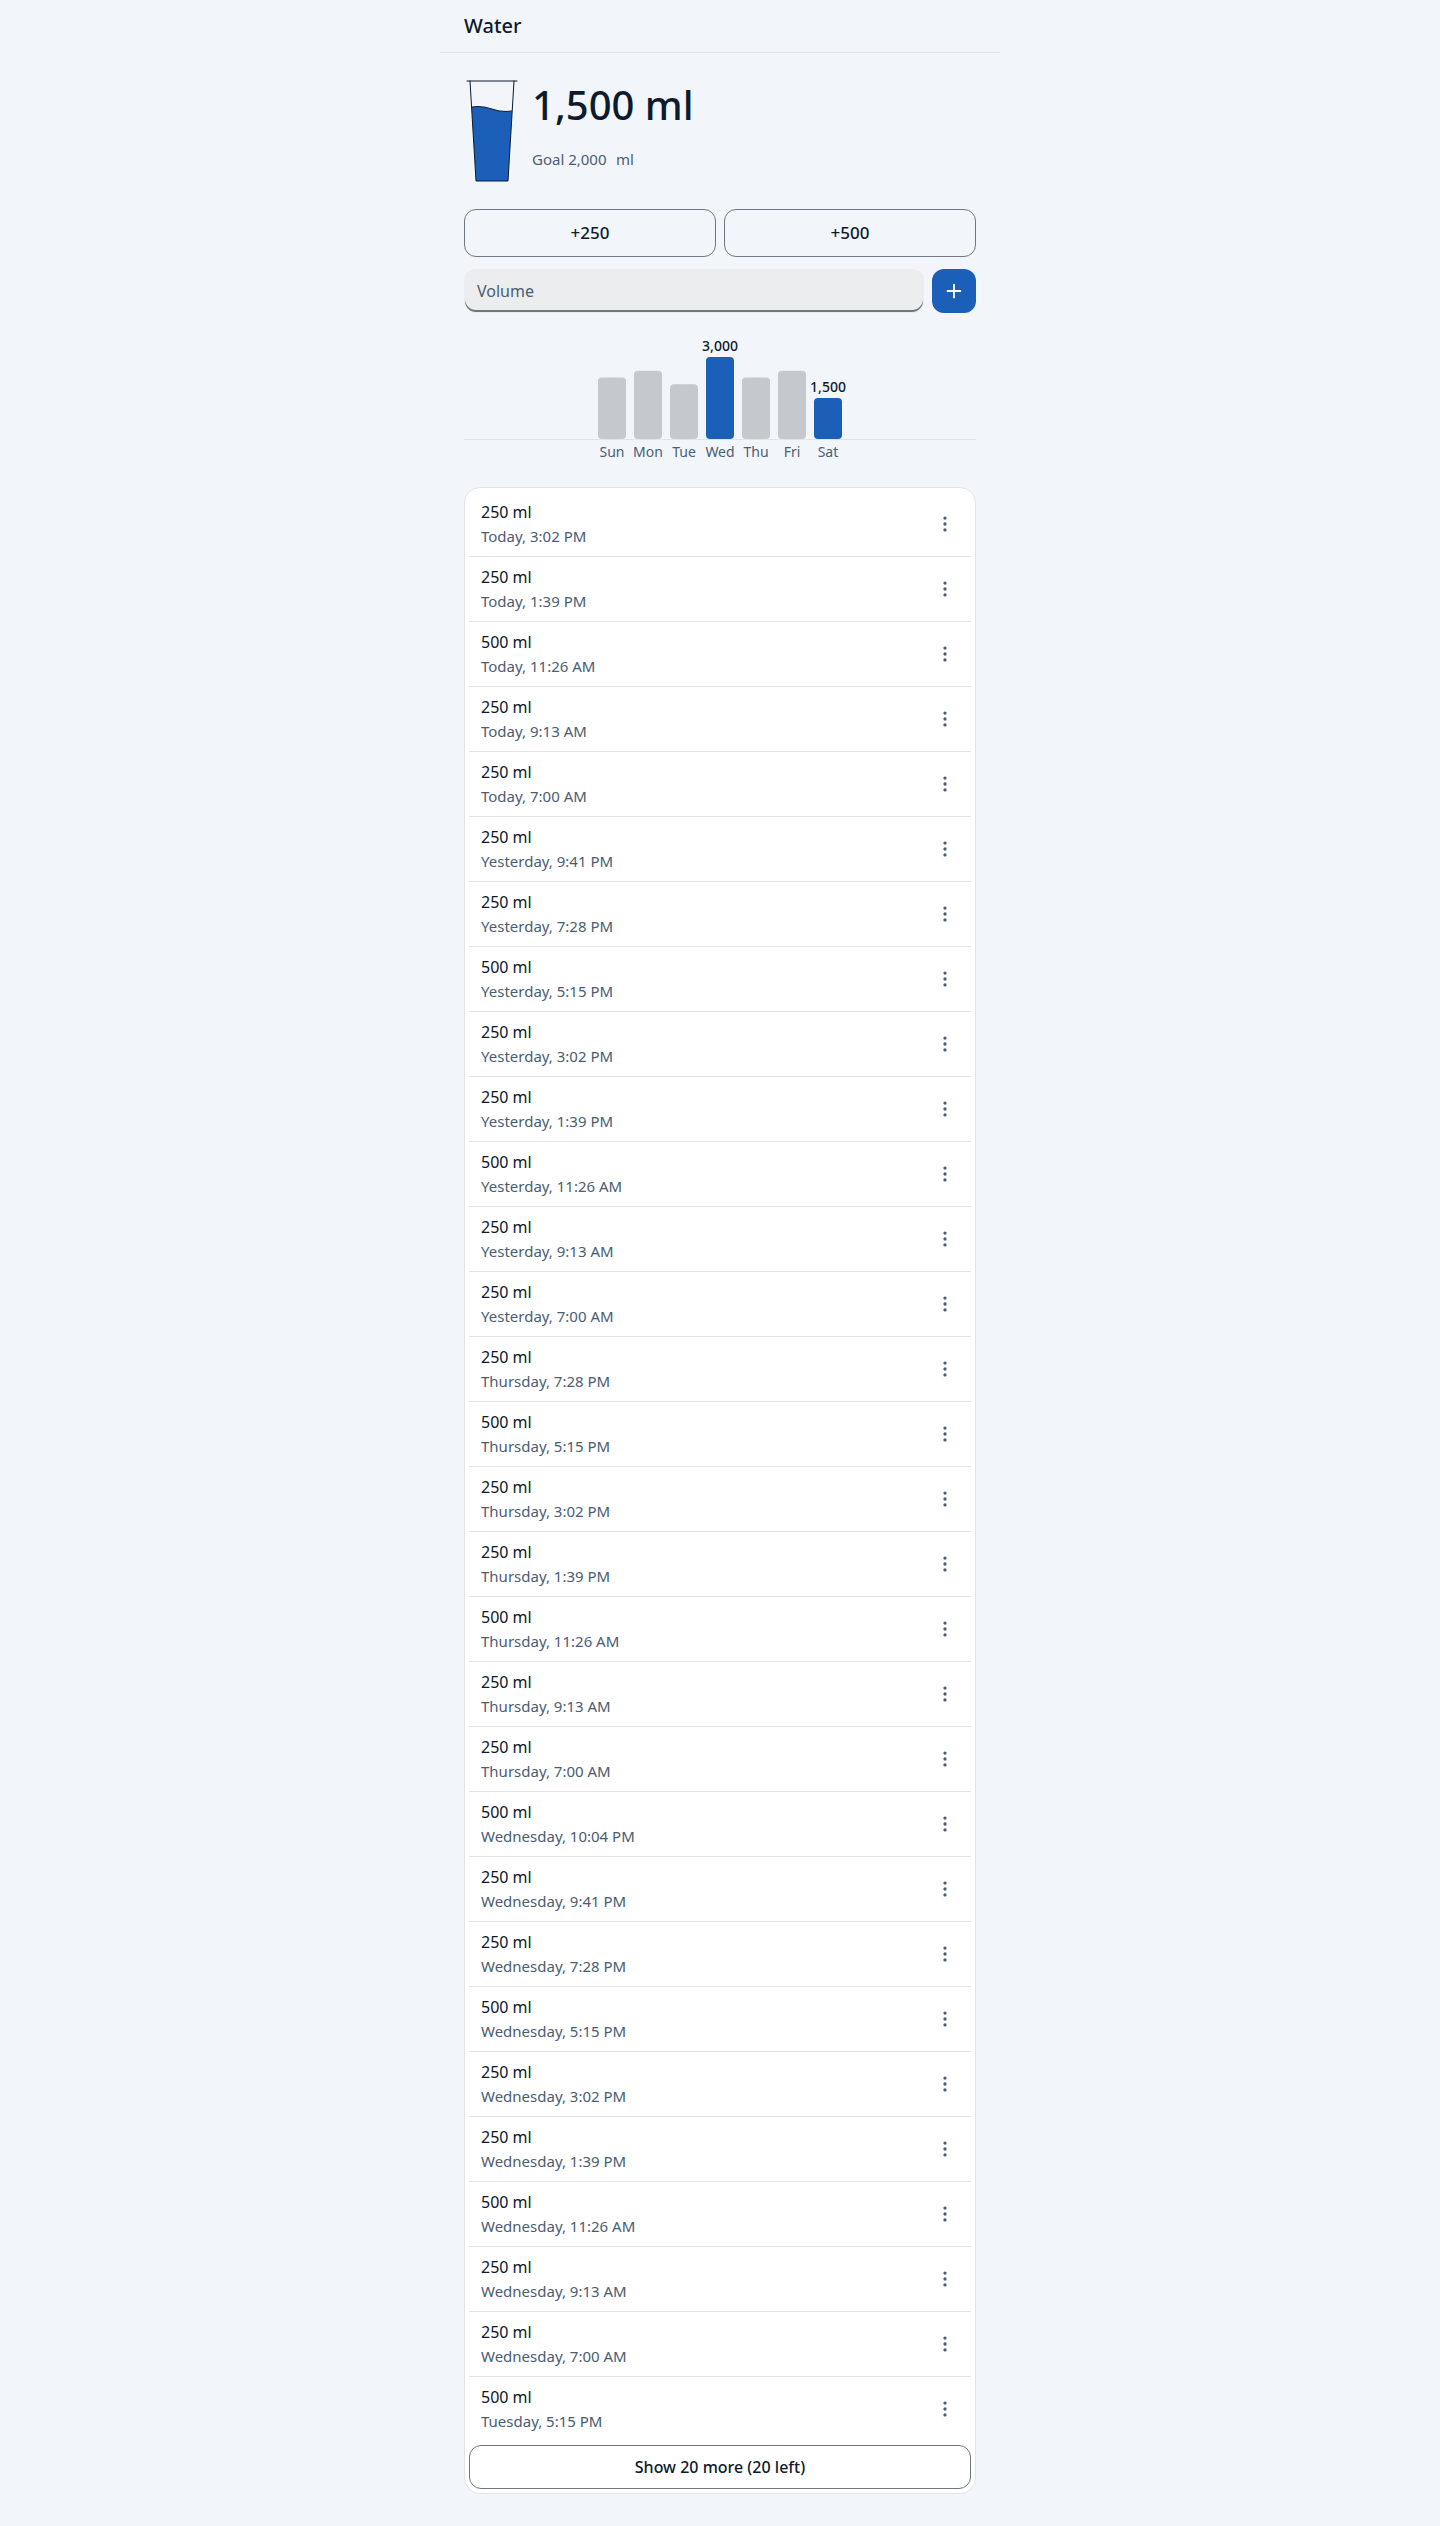 Water
1,500 ml
Goal 2,000 ml
+250
+500
Volume
3,000
1,500
Sun Mon Tue Wed Thu Fri Sat
250 ml
Today, 3:02 PM
250 ml
Today, 1:39 PM
500 ml
Today, 11:26 AM
250 ml
Today, 9:13 AM
250 ml
Today, 7:00 AM
250 ml
Yesterday, 9:41 PM
250 ml
Yesterday, 7:28 PM
500 ml
Yesterday, 5:15 PM
250 ml
Yesterday, 3:02 PM
250 ml
Yesterday, 1:39 PM
500 ml
Yesterday, 11:26 AM
250 ml
Yesterday, 9:13 AM
250 ml
Yesterday, 7:00 AM
250 ml
Thursday, 7:28 PM
500 ml
Thursday, 5:15 PM
250 ml
Thursday, 3:02 PM
250 ml
Thursday, 1:39 PM
500 ml
Thursday, 11:26 AM
250 ml
Thursday, 9:13 AM
250 ml
Thursday, 7:00 AM
500 ml
Wednesday, 10:04 PM
250 ml
Wednesday, 9:41 PM
250 ml
Wednesday, 7:28 PM
500 ml
Wednesday, 5:15 PM
250 ml
Wednesday, 3:02 PM
250 ml
Wednesday, 1:39 PM
500 ml
Wednesday, 11:26 AM
250 ml
Wednesday, 9:13 AM
250 ml
Wednesday, 7:00 AM
500 ml
Tuesday, 5:15 PM
Show 20 more (20 left)